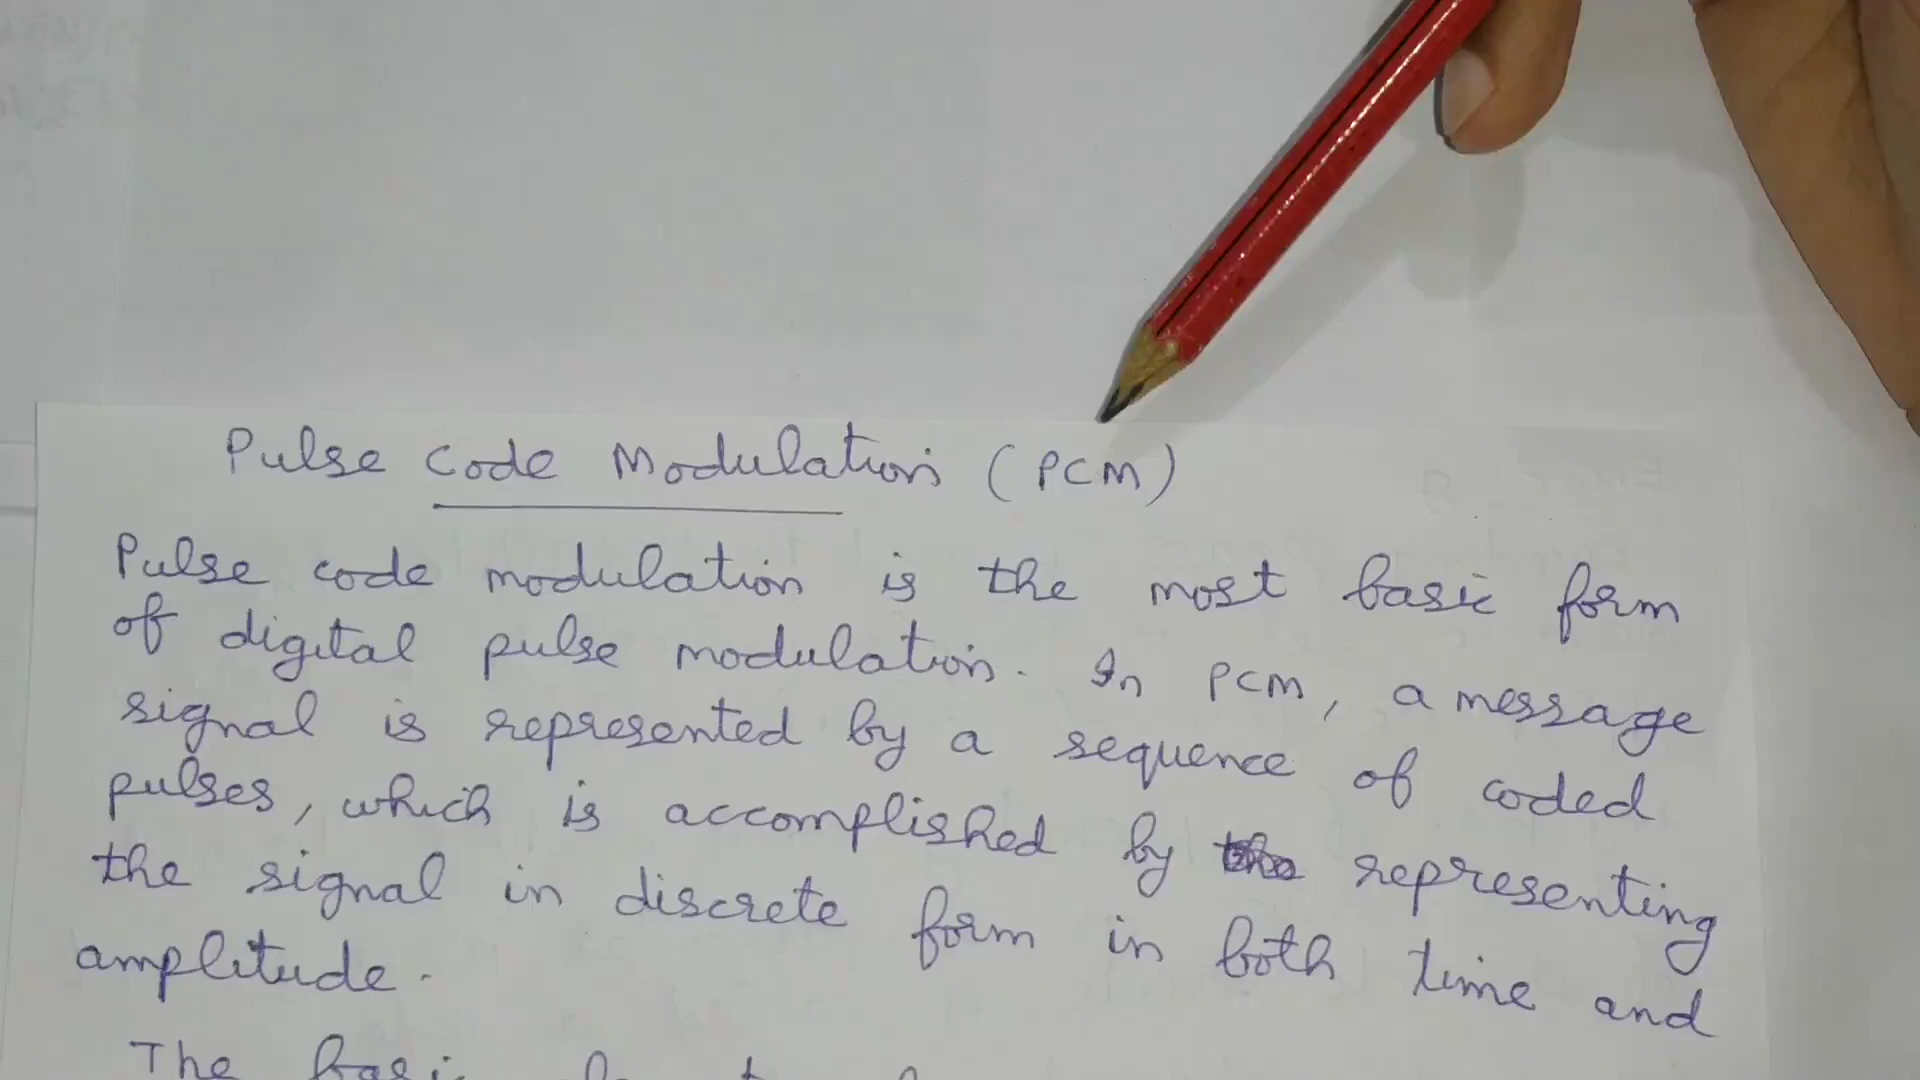 Pulse Code Modulation (PCM)
Pulse code modulation is the most basic form
of digital pulse modulation. In PCM, a message
signal is represented by a sequence of coded
pulses, which is accomplished by representing
the signal in discrete form in both time and
amplitude.
The basic